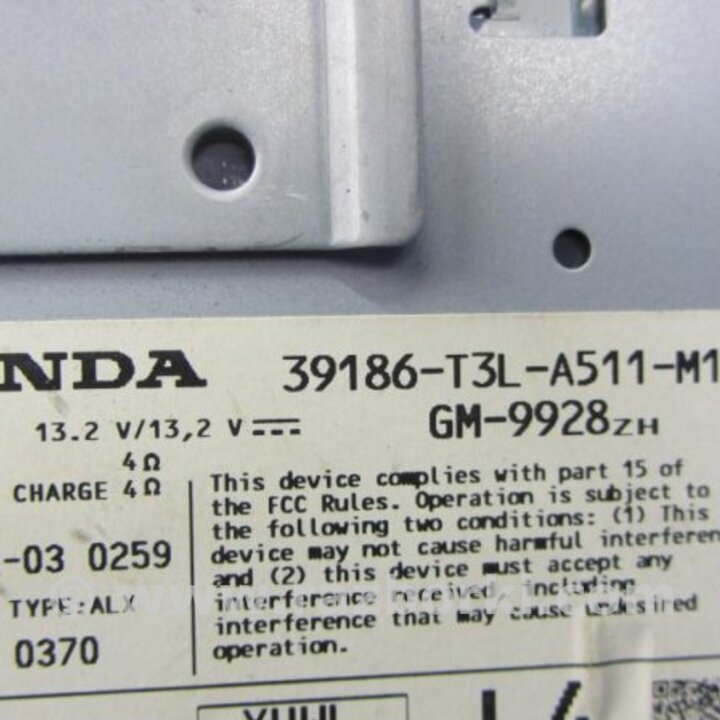 NDA 39186-T3L-A511-M1
13.2 V/13,2 V GM-9928ZH
4Ω
CHARGE 4Ω
-03 0259
TYPE:ALX
0370
This device complies with part 15 of
the FCC Rules. Operation is subject to
the following two conditions: (1) This
device may not cause harmful interferen
and (2) this device must accept any
interference received, including
interference that may cause undesired
operation.